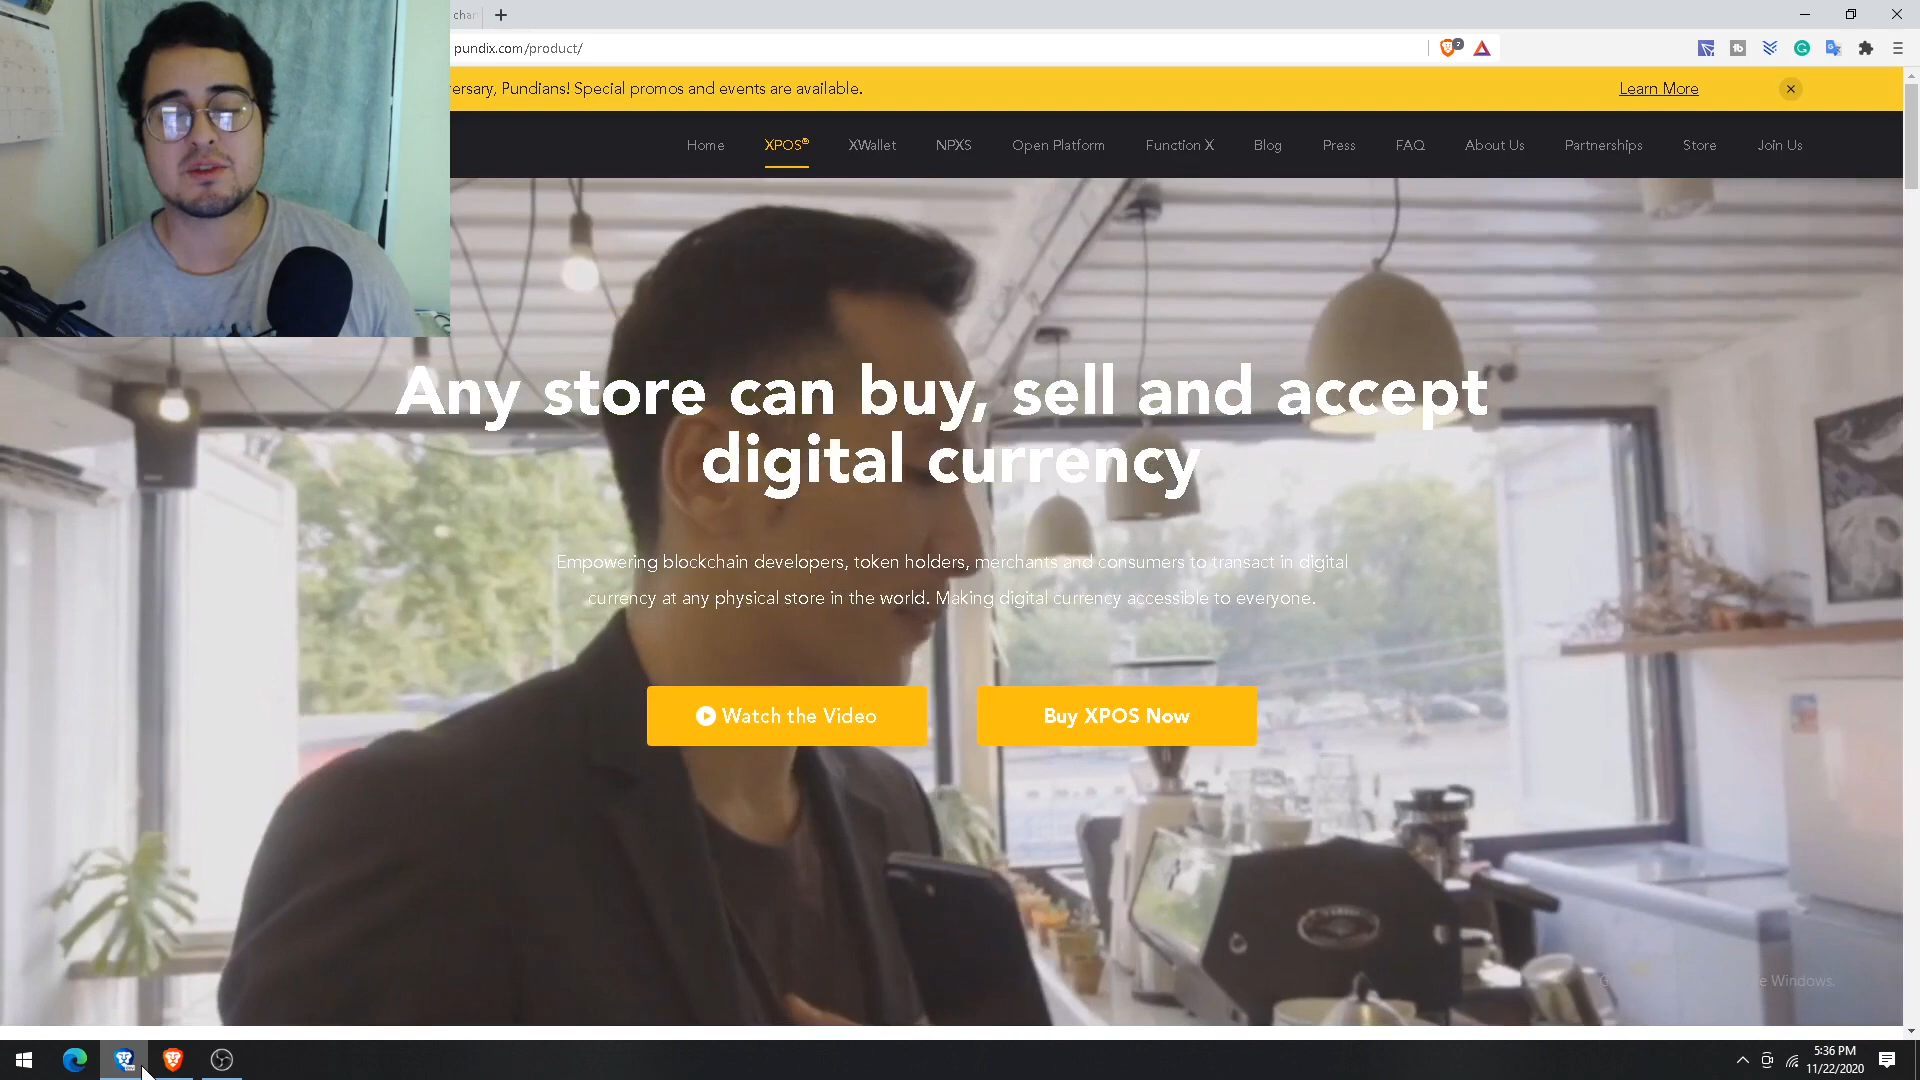 pundix.com/product/
2
ersary, Pundians! Special promos and events are available.
Learn More
Home XPOS® XWallet NPXS Open Platform Function X Blog Press FAQ About Us Partnerships Store Join Us
Any store can buy, sell and accept
digital currency
Empowering blockchain developers, token holders, merchants and consumers to transact in digital
currency at any physical store in the world. Making digital currency accessible to everyone.
Watch the Video
Buy XPOS Now
Windows.
5:36 PM
11/22/2020